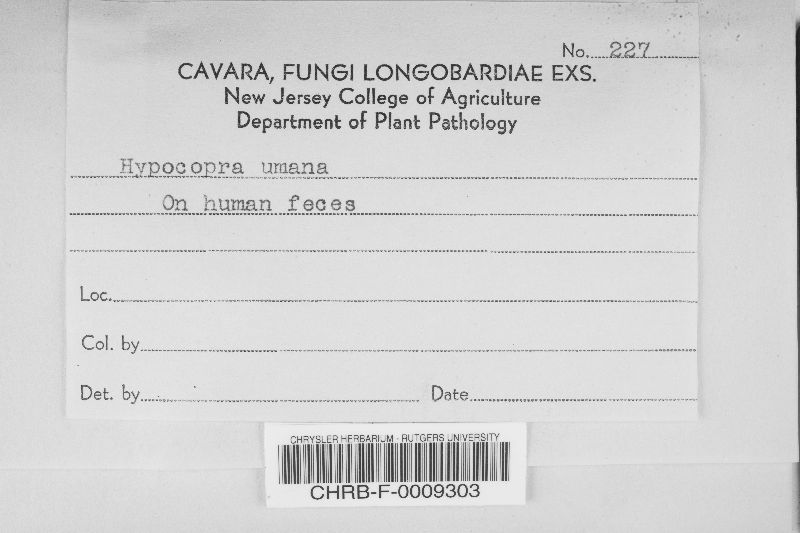 No. 227
CAVARA, FUNGI LONGOBARDIAE EXS.
New Jersey College of Agriculture
Department of Plant Pathology
Hypocopra umana
On human feces
Loc.
Col. by
Det. by Date
CHRYSLER HERBARIUM - RUTGERS UNIVERSITY
CHRB-F-0009303